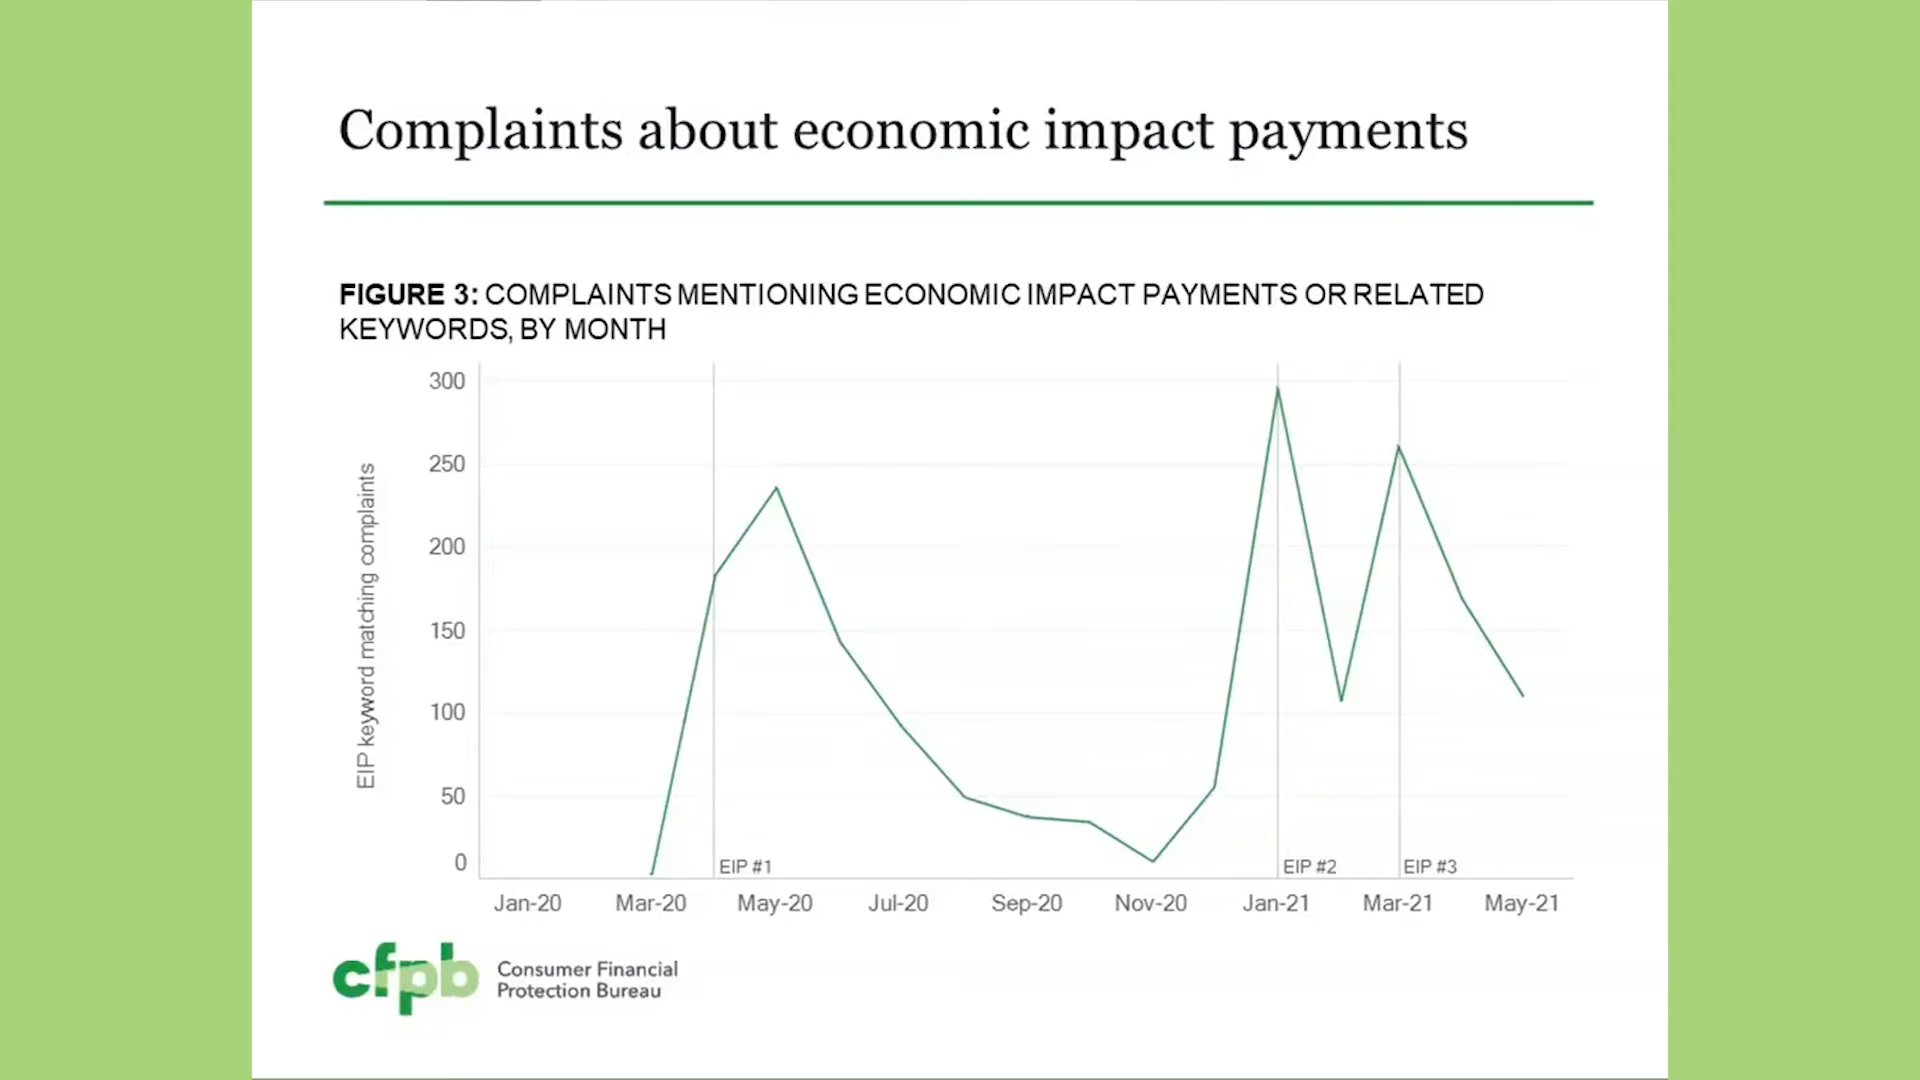 Complaints about economic impact payments
FIGURE 3: COMPLAINTS MENTIONING ECONOMIC IMPACT PAYMENTS OR RELATED
KEYWORDS, BY MONTH
EIP keyword matching complaints
300
250
200
150
100
50
0
EIP #1
EIP #2
EIP #3
Jan-20
Mar-20
May-20
Jul-20
Sep-20
Nov-20
Jan-21
Mar-21
May-21
cfpb
Consumer Financial
Protection Bureau